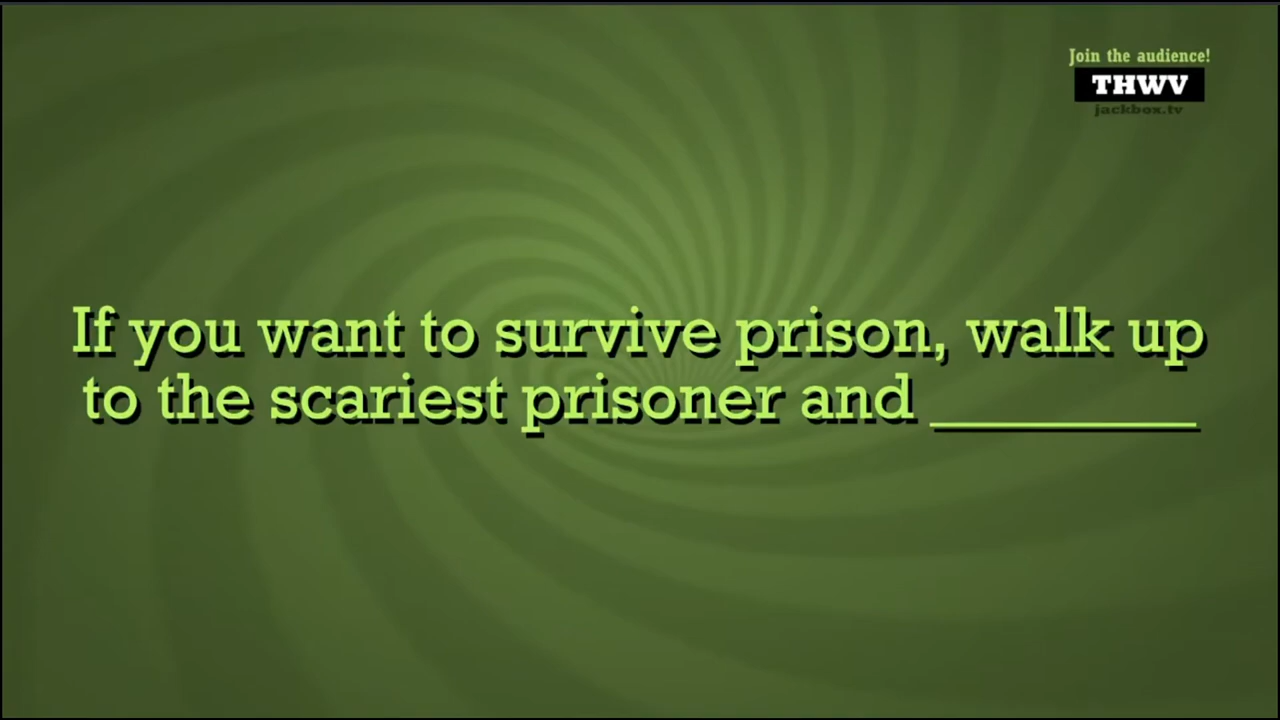 Join the audience!
THWV
jackbox.tv
If you want to survive prison, walk up
to the scariest prisoner and _________